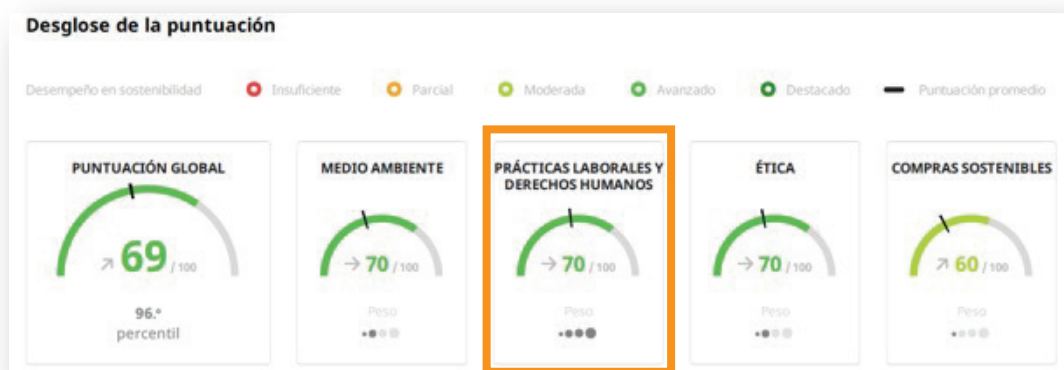 Desglose de la puntuación
Desempeño en sostenibilidad Insuficiente Parcial Moderada Avanzado Destacado Puntuación promedio
PUNTUACIÓN GLOBAL
69 /100
96.º
percentil
MEDIO AMBIENTE
70 /100
Peso
PRÁCTICAS LABORALES Y
DERECHOS HUMANOS
70 /100
Peso
ÉTICA
70 /100
Peso
COMPRAS SOSTENIBLES
60 /100
Peso